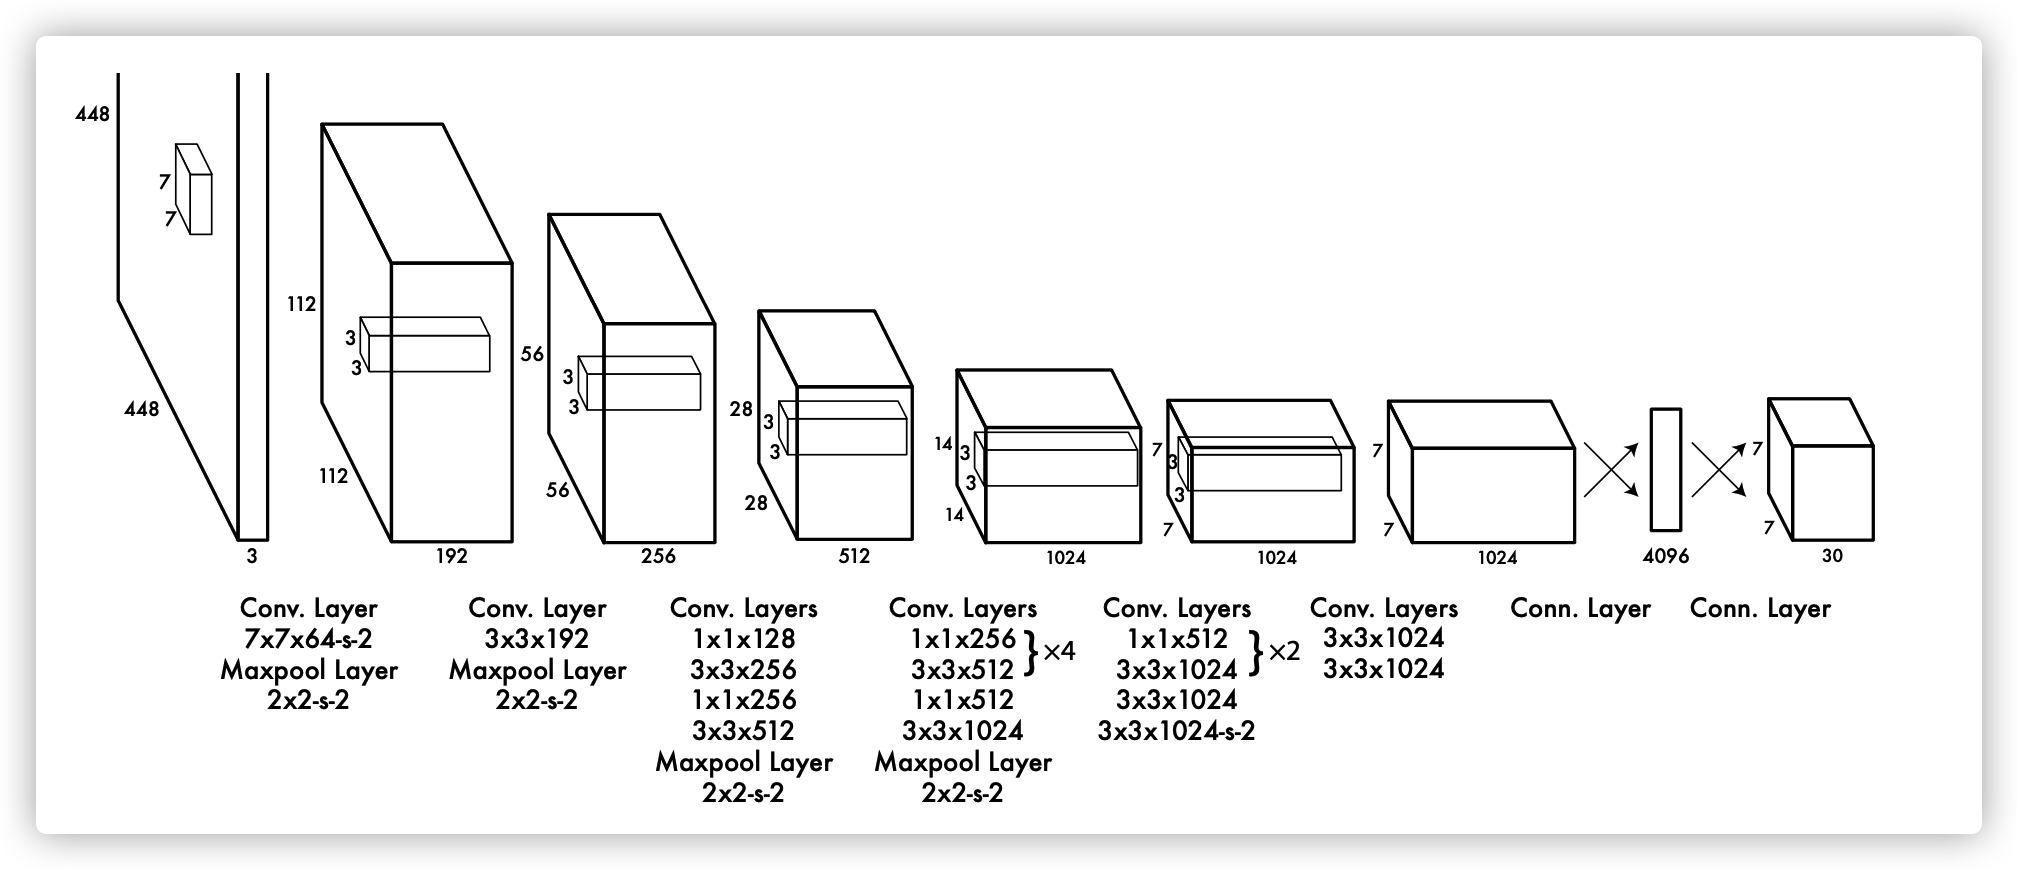 448
7
7
448
3
112
3
3
112
192
56
3
3
56
256
28
3
3
28
512
14
3
3
14
1024
7
3
3
7
1024
7
7
1024
4096
7
7
30
Conv. Layer
7x7x64-s-2
Maxpool Layer
2x2-s-2
Conv. Layer
3x3x192
Maxpool Layer
2x2-s-2
Conv. Layers
1x1x128
3x3x256
1x1x256
3x3x512
Maxpool Layer
2x2-s-2
Conv. Layers
1x1x256
3x3x512
} ×4
1x1x512
3x3x1024
Maxpool Layer
2x2-s-2
Conv. Layers
1x1x512
3x3x1024
} ×2
3x3x1024
3x3x1024-s-2
Conv. Layers
3x3x1024
3x3x1024
Conn. Layer
Conn. Layer